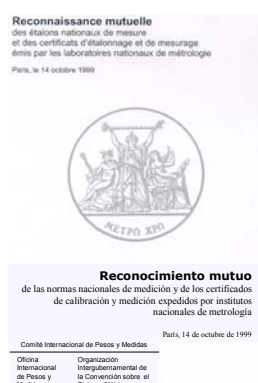 Reconnaissance mutuelle
des étalons nationaux de mesure
et des certificats d'étalonnage et de mesurage
émis par les laboratoires nationaux de métrologie
Paris, le 14 octobre 1999
ΜΕΤΡΩ ΧΡΩ
Reconocimiento mutuo
de las normas nacionales de medición y de los certificados
de calibración y medición expedidos por institutos
nacionales de metrología
París, 14 de octubre de 1999
Comité Internacional de Pesos y Medidas
Oficina
Internacional
de Pesos y
Organización
Intergubernamental de
la Convención sobre el